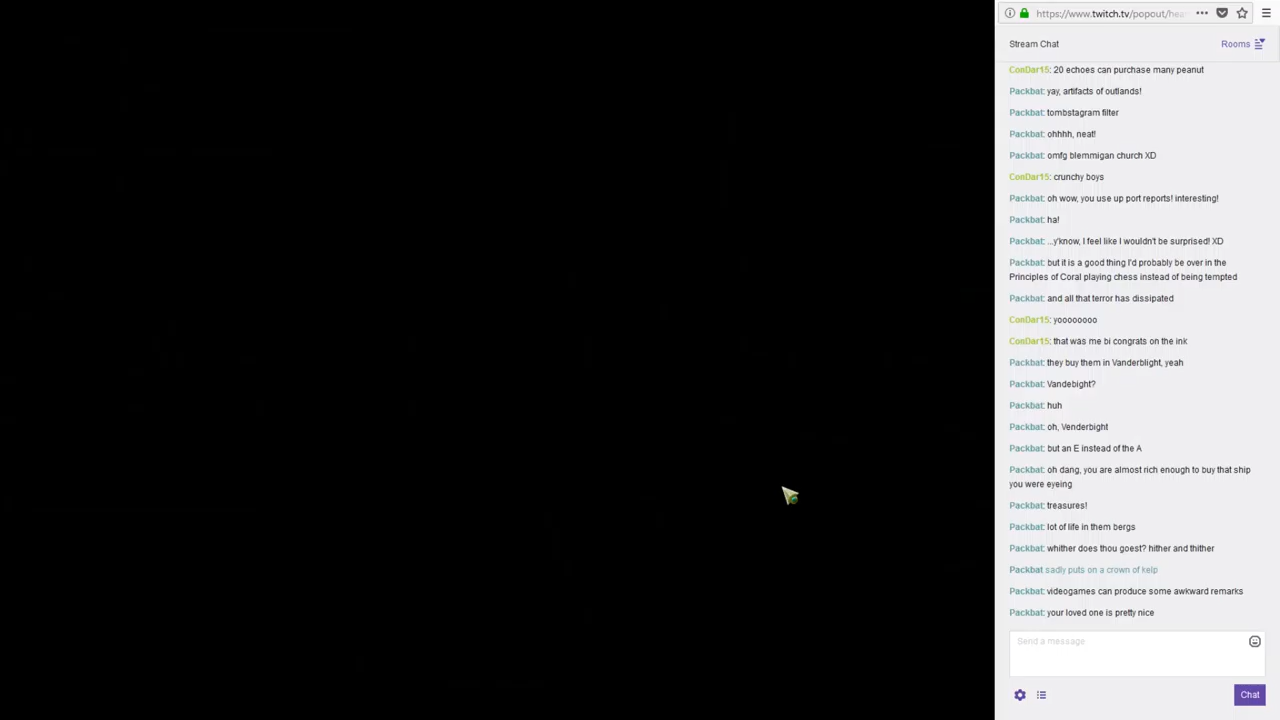 https://www.twitch.tv/popout/hea
Stream Chat
Rooms
ConDar15: 20 echoes can purchase many peanut
Packbat: yay, artifacts of outlands!
Packbat: tombstagram filter
Packbat: ohhhh, neat!
Packbat: omfg blemmigan church XD
ConDar15: crunchy boys
Packbat: oh wow, you use up port reports! interesting!
Packbat: ha!
Packbat: ...y'know, I feel like I wouldn't be surprised! XD
Packbat: but it is a good thing I'd probably be over in the
Principles of Coral playing chess instead of being tempted
Packbat: and all that terror has dissipated
ConDar15: yoooooooo
ConDar15: that was me bi congrats on the ink
Packbat: they buy them in Vanderblight, yeah
Packbat: Vandebight?
Packbat: huh
Packbat: oh, Venderbight
Packbat: but an E instead of the A
Packbat: oh dang, you are almost rich enough to buy that ship
you were eyeing
Packbat: treasures!
Packbat: lot of life in them bergs
Packbat: whither does thou goest? hither and thither
Packbat sadly puts on a crown of kelp
Packbat: videogames can produce some awkward remarks
Packbat: your loved one is pretty nice
Send a message
Chat